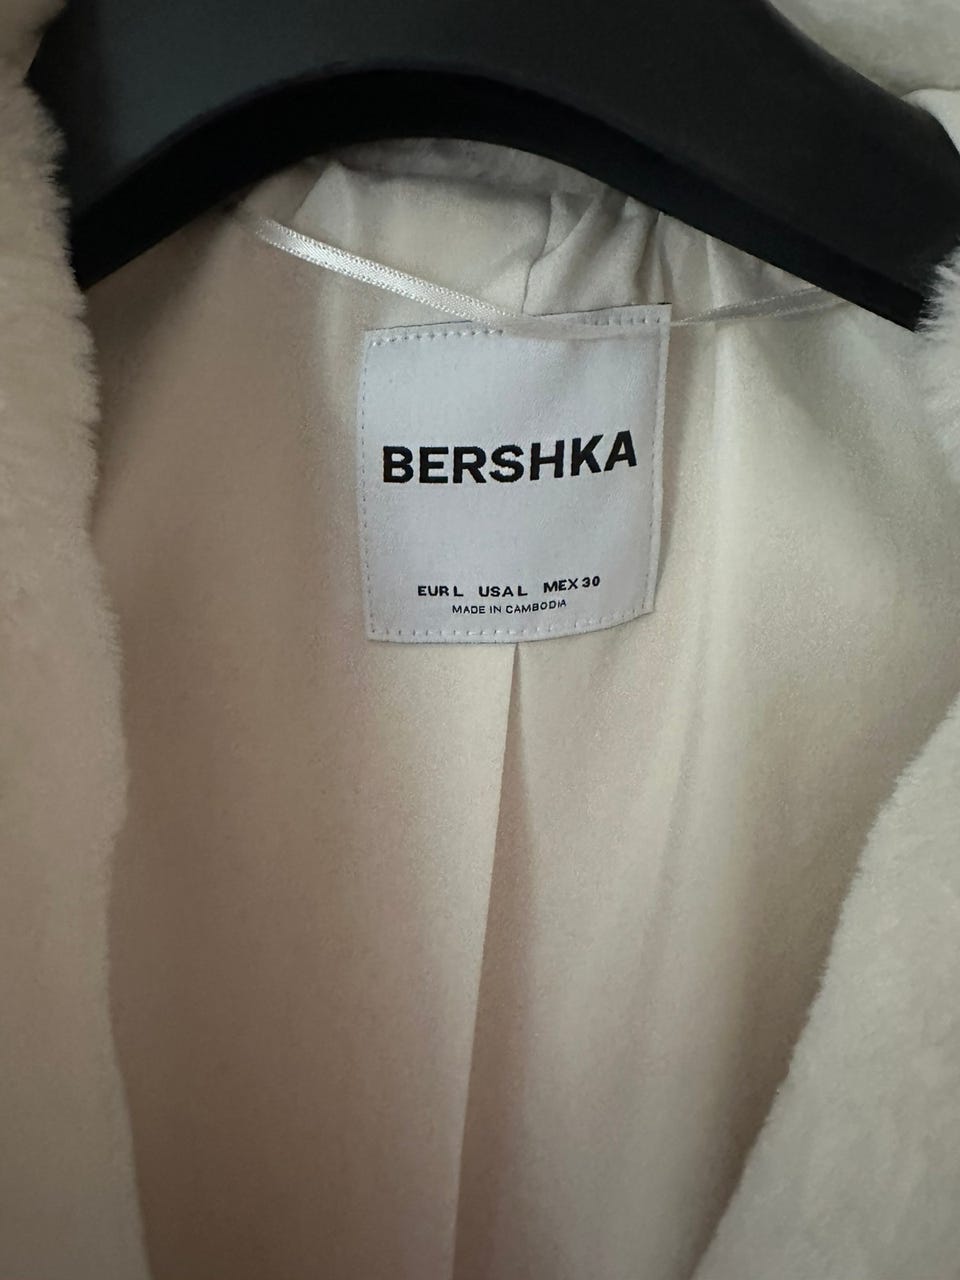 BERSHKA
EUR L USA L MEX 30
MADE IN CAMBODIA